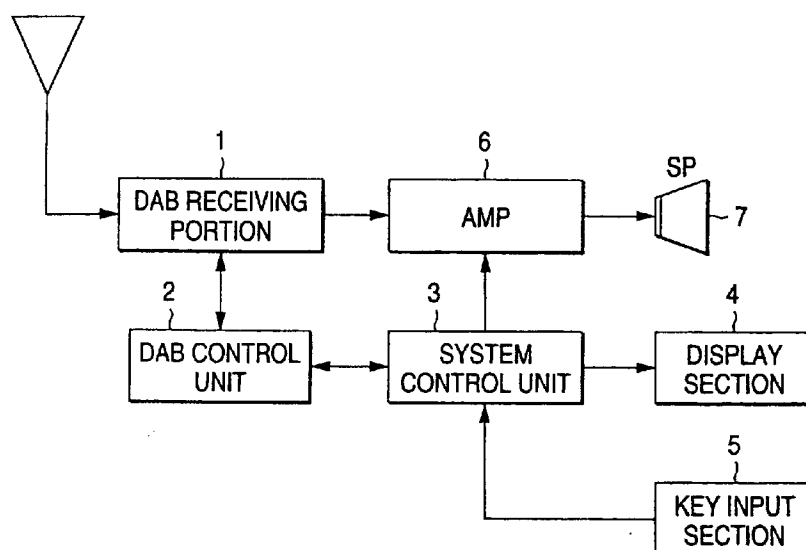 1
DAB RECEIVING
PORTION
6
AMP
SP
7
2
DAB CONTROL
UNIT
3
SYSTEM
CONTROL UNIT
4
DISPLAY
SECTION
5
KEY INPUT
SECTION